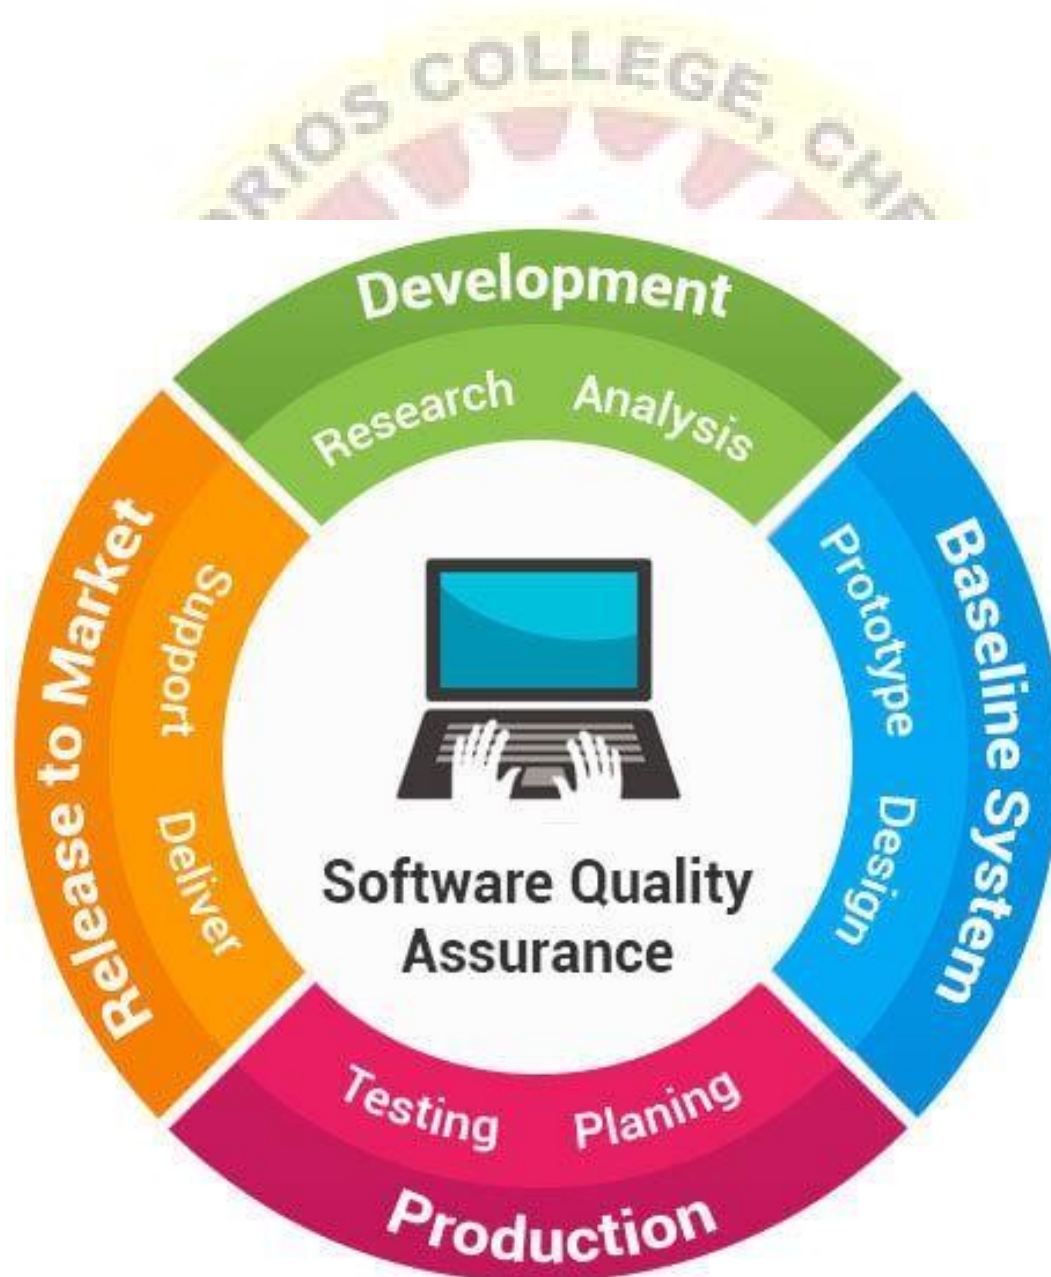 COLLEGE,
Development
Research Analysis
Baseline System
Prototype Design
Production
Testing Planing
Release to Market
Support
Deliver
Software Quality
Assurance